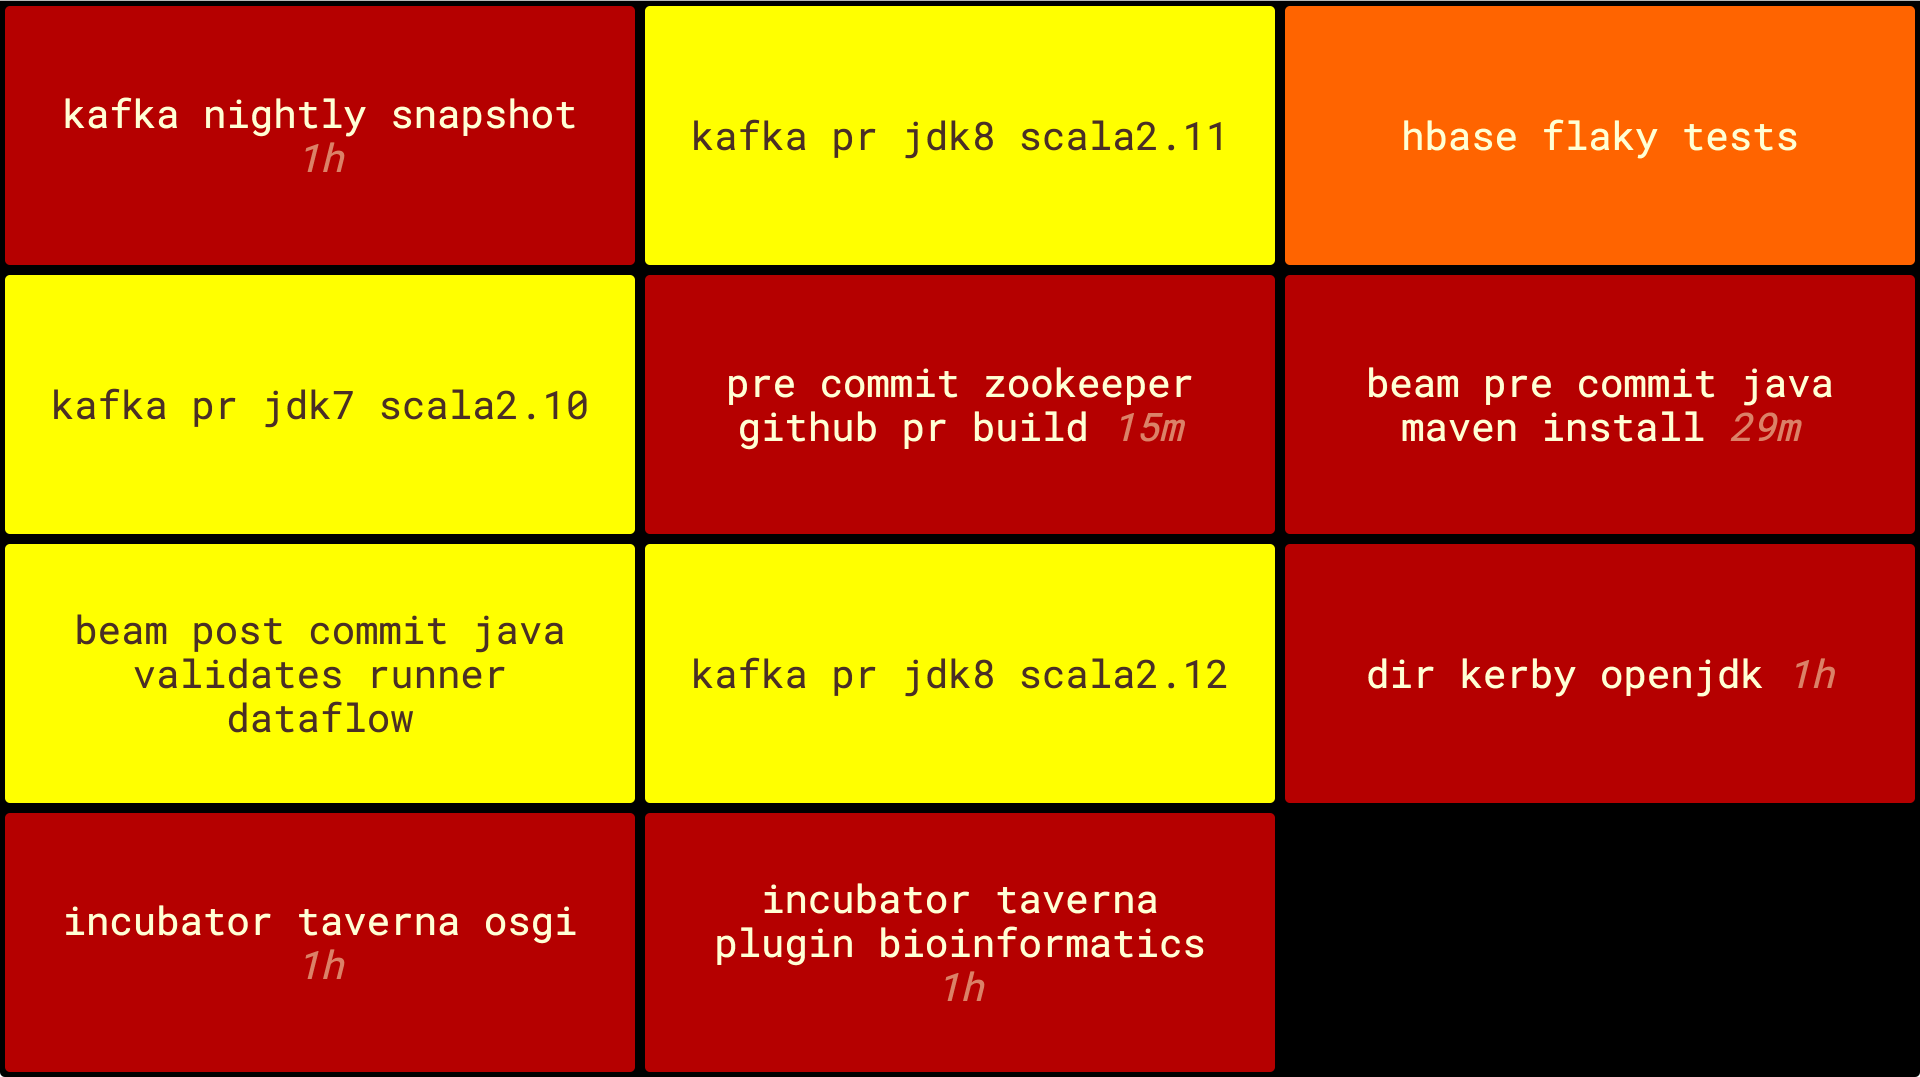 kafka nightly snapshot
1h
kafka pr jdk8 scala2.11
hbase flaky tests
kafka pr jdk7 scala2.10
pre commit zookeeper
github pr build 15m
beam pre commit java
maven install 29m
beam post commit java
validates runner
dataflow
kafka pr jdk8 scala2.12
dir kerby openjdk 1h
incubator taverna osgi
1h
incubator taverna
plugin bioinformatics
1h